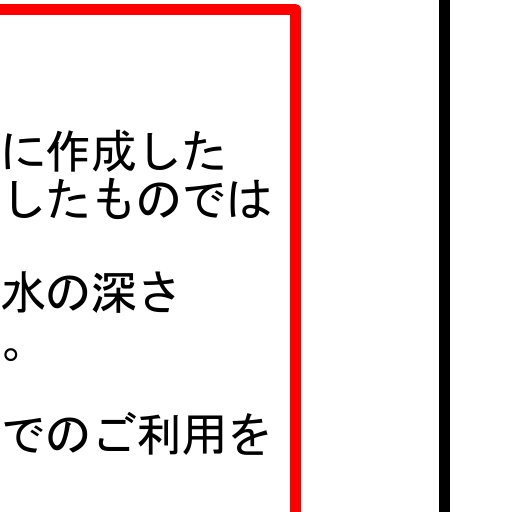 に作成した
したものでは
水の深さ
。
でのご利用を